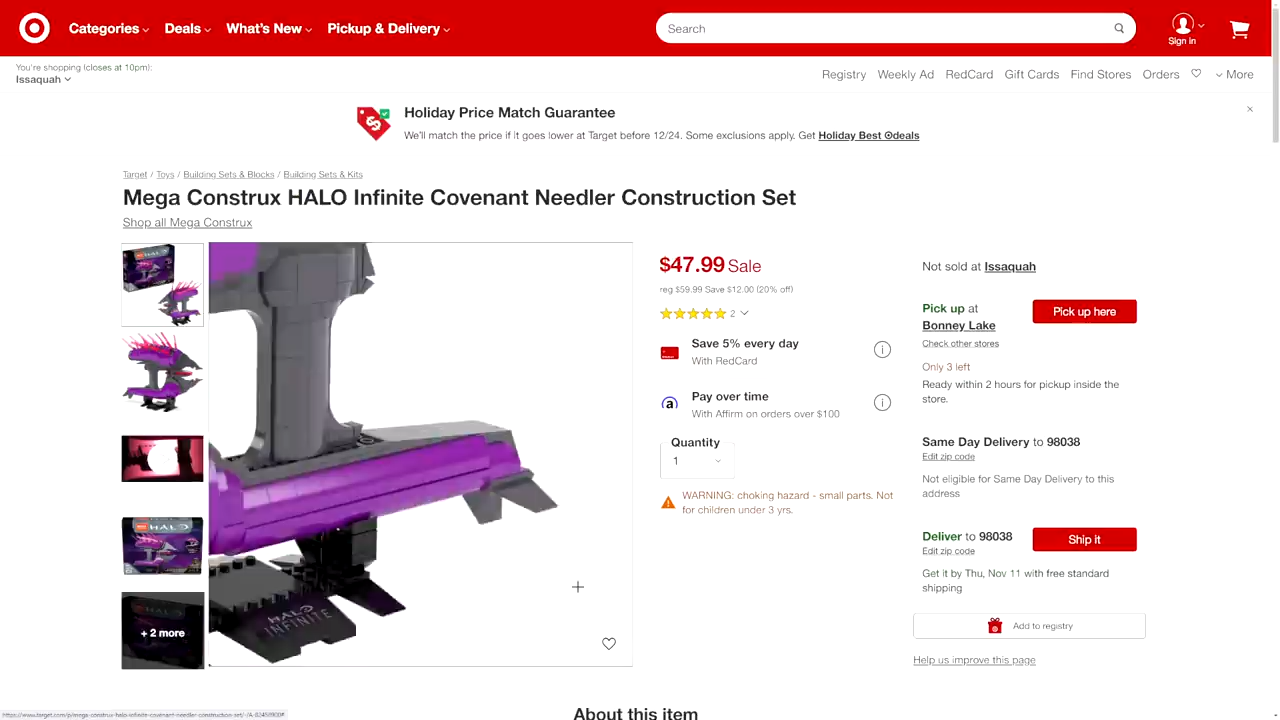 Categories
Deals
What's New
Pickup & Delivery
Search
Sign in
You're shopping (closes at 10pm):
Issaquah
Registry
Weekly Ad
RedCard
Gift Cards
Find Stores
Orders
More
Holiday Price Match Guarantee
We'll match the price if it goes lower at Target before 12/24. Some exclusions apply. Get Holiday Best deals
Target / Toys / Building Sets & Blocks / Building Sets & Kits
Mega Construx HALO Infinite Covenant Needler Construction Set
Shop all Mega Construx
HALO
+ 2 more
HALO
INFINITE
$47.99 Sale
reg $59.99 Save $12.00 (20% off)
2
Save 5% every day
With RedCard
Pay over time
With Affirm on orders over $100
Quantity
1
WARNING: choking hazard - small parts. Not
for children under 3 yrs.
Not sold at Issaquah
Pick up at
Bonney Lake
Pick up here
Check other stores
Only 3 left
Ready within 2 hours for pickup inside the
store.
Same Day Delivery to 98038
Edit zip code
Not eligible for Same Day Delivery to this
address
Deliver to 98038
Ship it
Edit zip code
Get it by Thu, Nov 11 with free standard
shipping
Add to registry
Help us improve this page
About this item